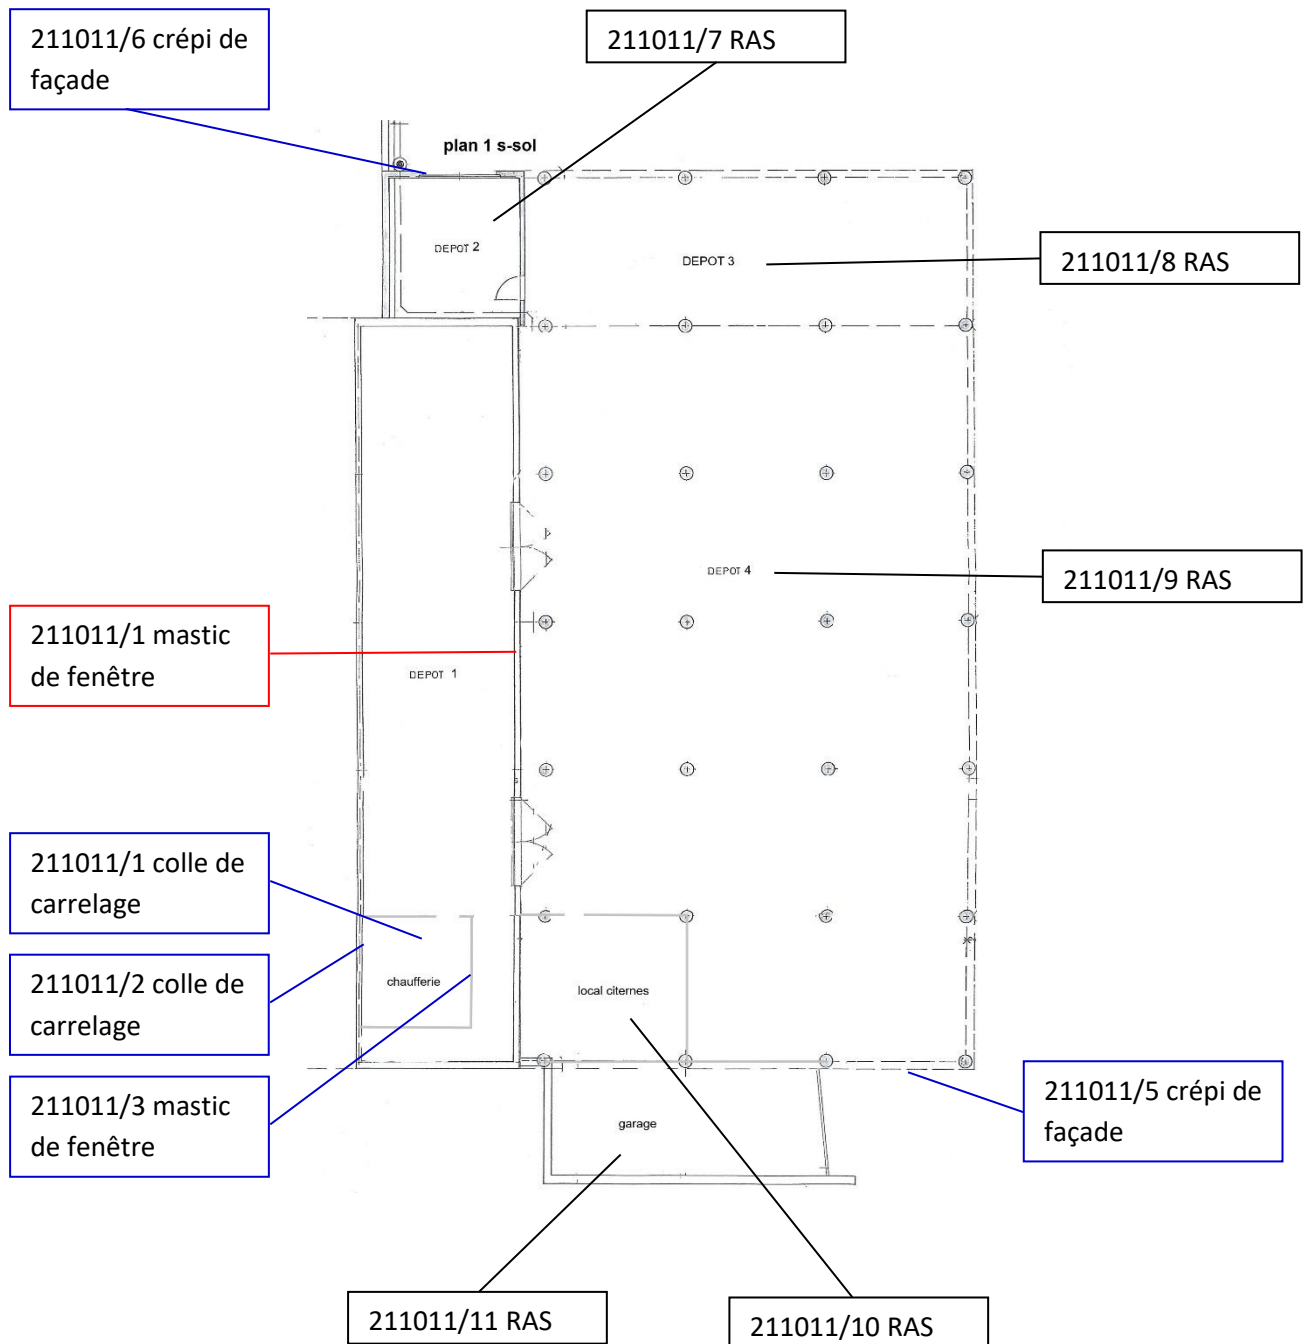 211011/6 crépi de
façade
211011/7 RAS
plan 1 s-sol
DEPOT 2
DEPOT 3
211011/8 RAS
DEPOT 4
211011/9 RAS
211011/1 mastic
de fenêtre
DEPOT 1
211011/1 colle de
carrelage
211011/2 colle de
carrelage
chaufferie
local citernes
211011/3 mastic
de fenêtre
garage
211011/5 crépi de
façade
211011/11 RAS
211011/10 RAS